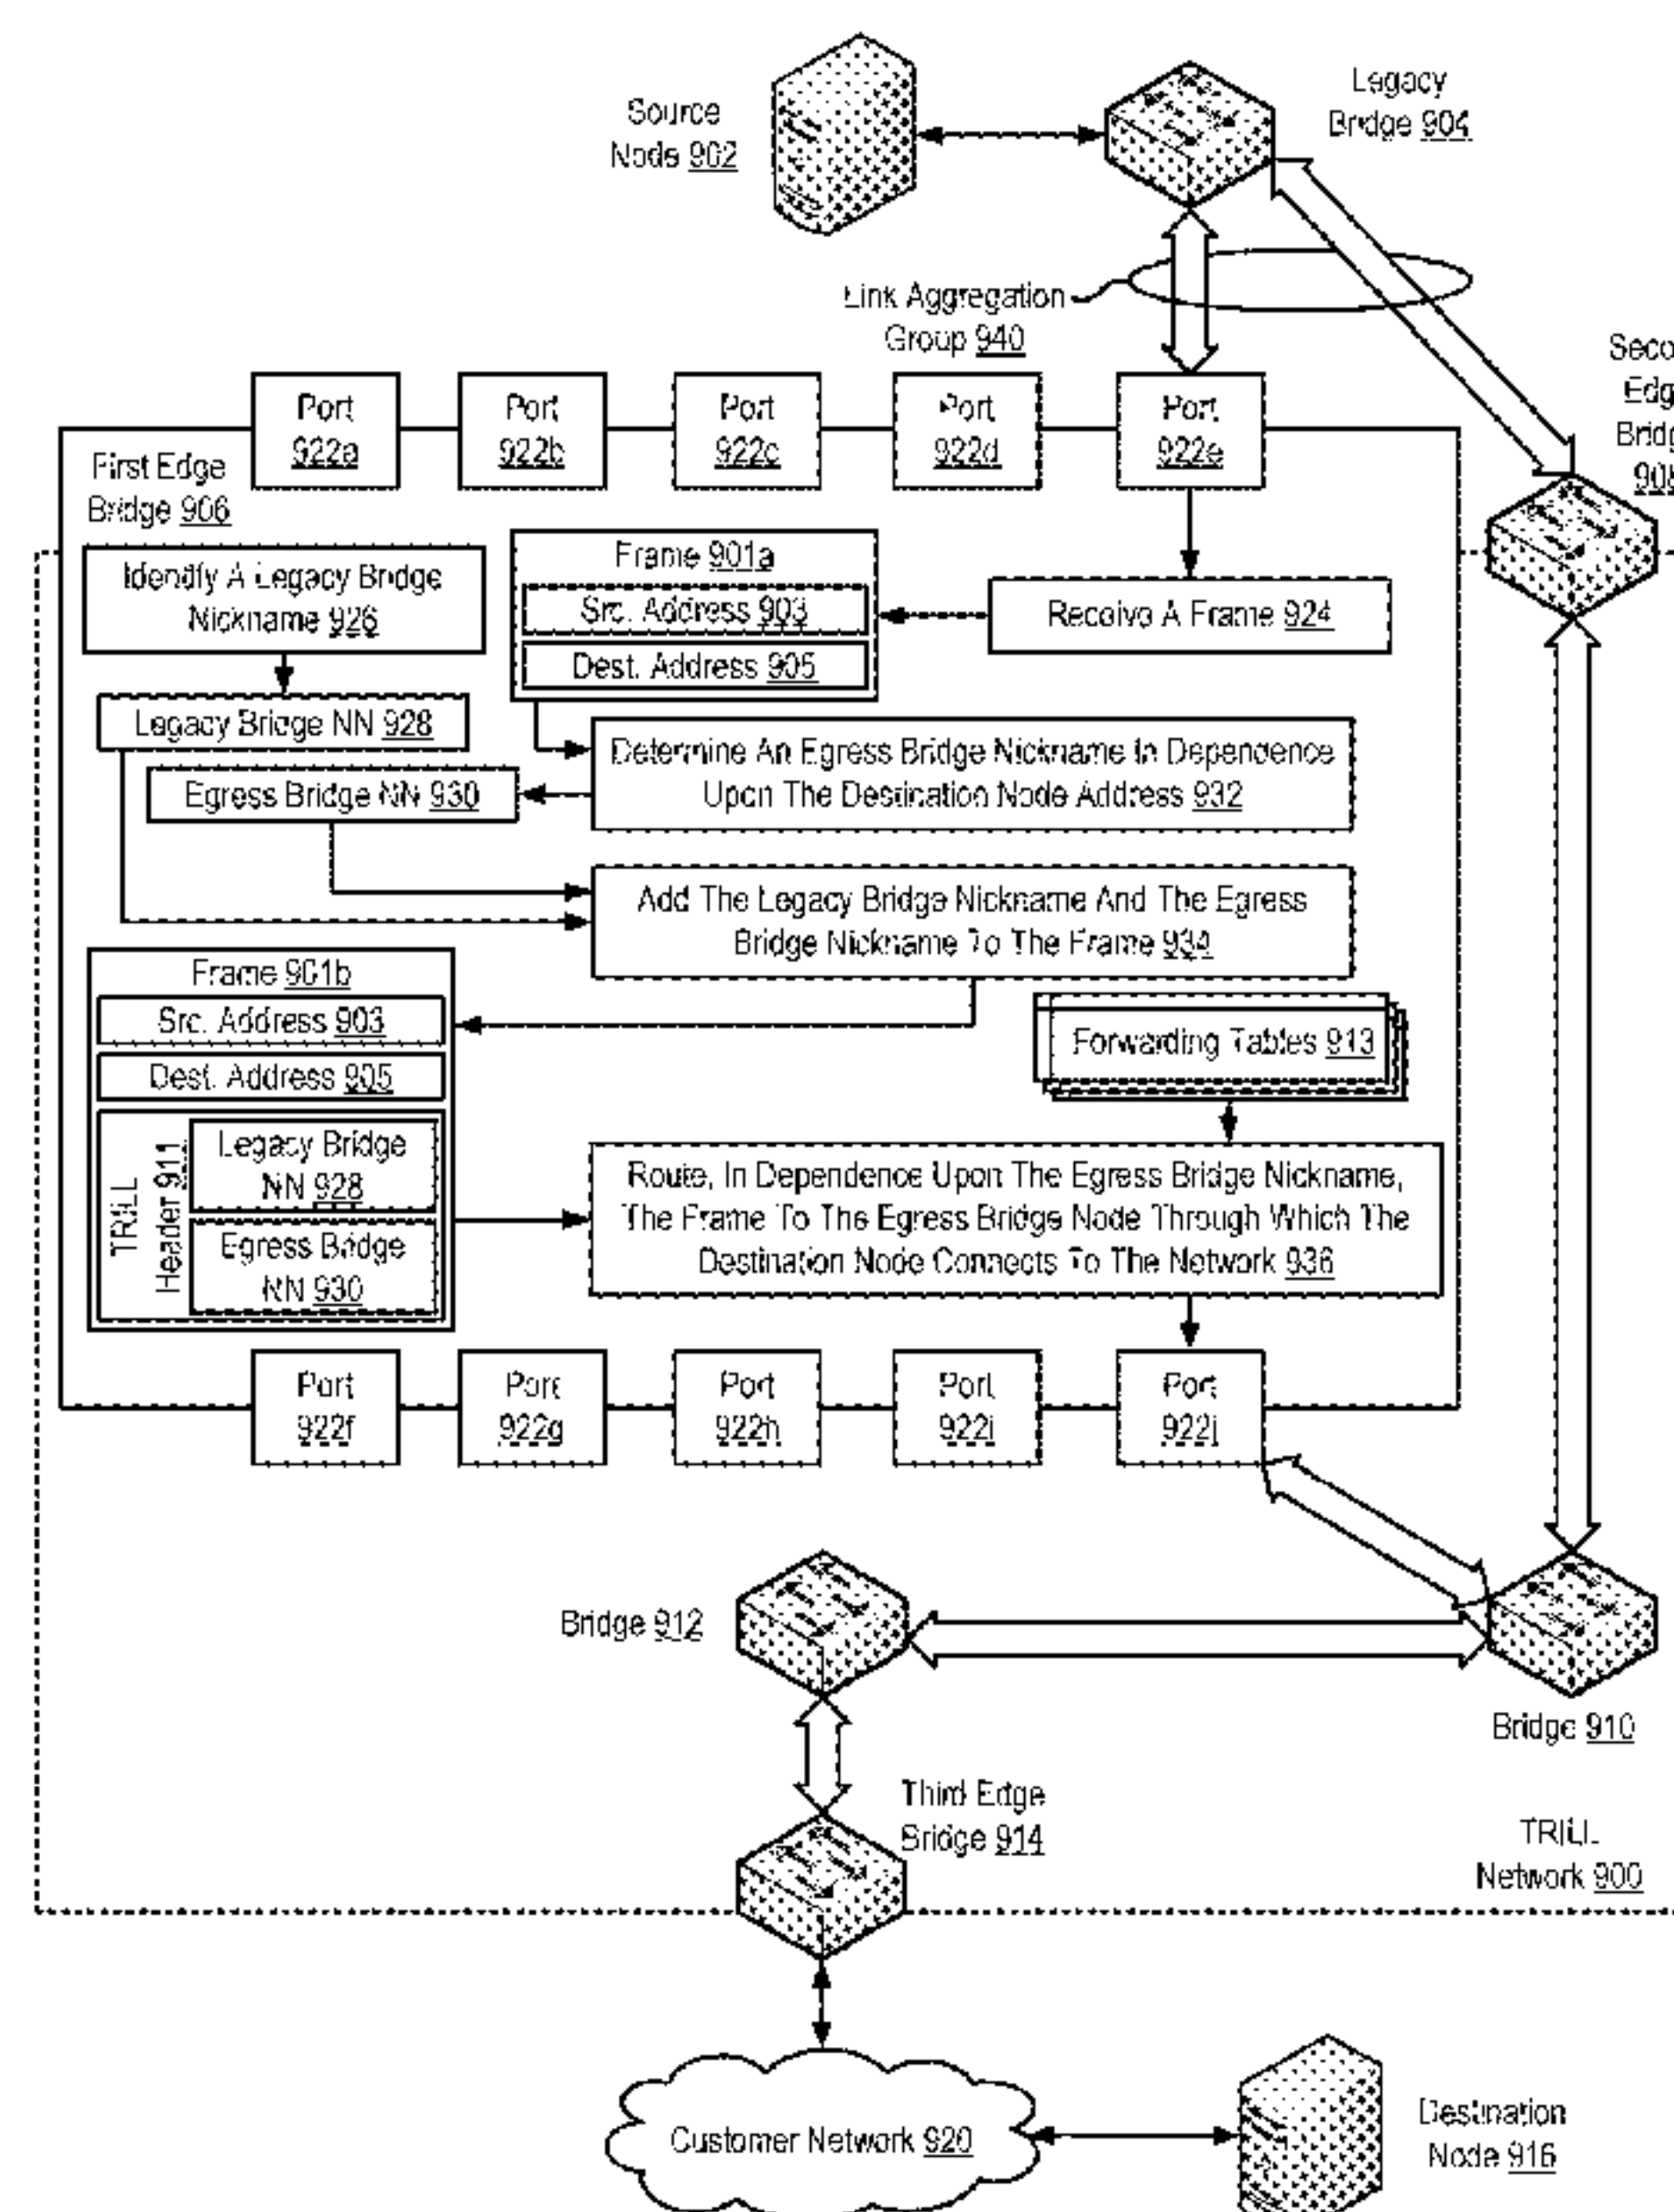 Source
Node 902
Legacy
Bridge 904
Link Aggregation
Group 940
Seco
Edg
Bridg
908
Port
922a
Port
922b
Port
922c
Port
922d
Port
922e
First Edge
Bridge 906
Identify A Legacy Bridge
Nickname 926
Frame 901a
Src. Address 903
Dest. Address 905
Receive A Frame 924
Legacy Bridge NN 928
Egress Bridge NN 930
Determine An Egress Bridge Nickname In Dependence
Upon The Destination Node Address 932
Add The Legacy Bridge Nickname And The Egress
Bridge Nickname To The Frame 934
Frame 901b
Src. Address 903
Dest. Address 905
TRILL
Header 911
Legacy Bridge
NN 928
Egress Bridge
NN 930
Forwarding Tables 913
Route, In Dependence Upon The Egress Bridge Nickname,
The Frame To The Egress Bridge Node Through Which The
Destination Node Connects To The Network 936
Port
922f
Port
922g
Port
922h
Port
922i
Port
922j
Bridge 912
Bridge 910
Third Edge
Bridge 914
TRILL
Network 900
Customer Network 920
Destination
Node 916